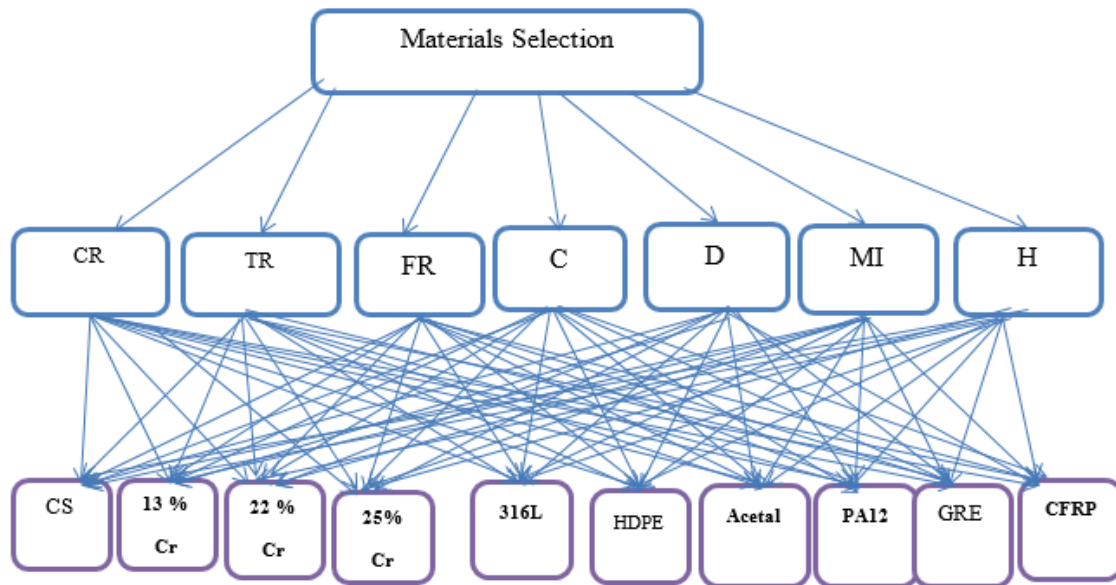 Materials Selection
CR
TR
FR
C
D
MI
H
CS
13 %
Cr
22 %
Cr
25%
Cr
316L
HDPE
Acetal
PA12
GRE
CFRP